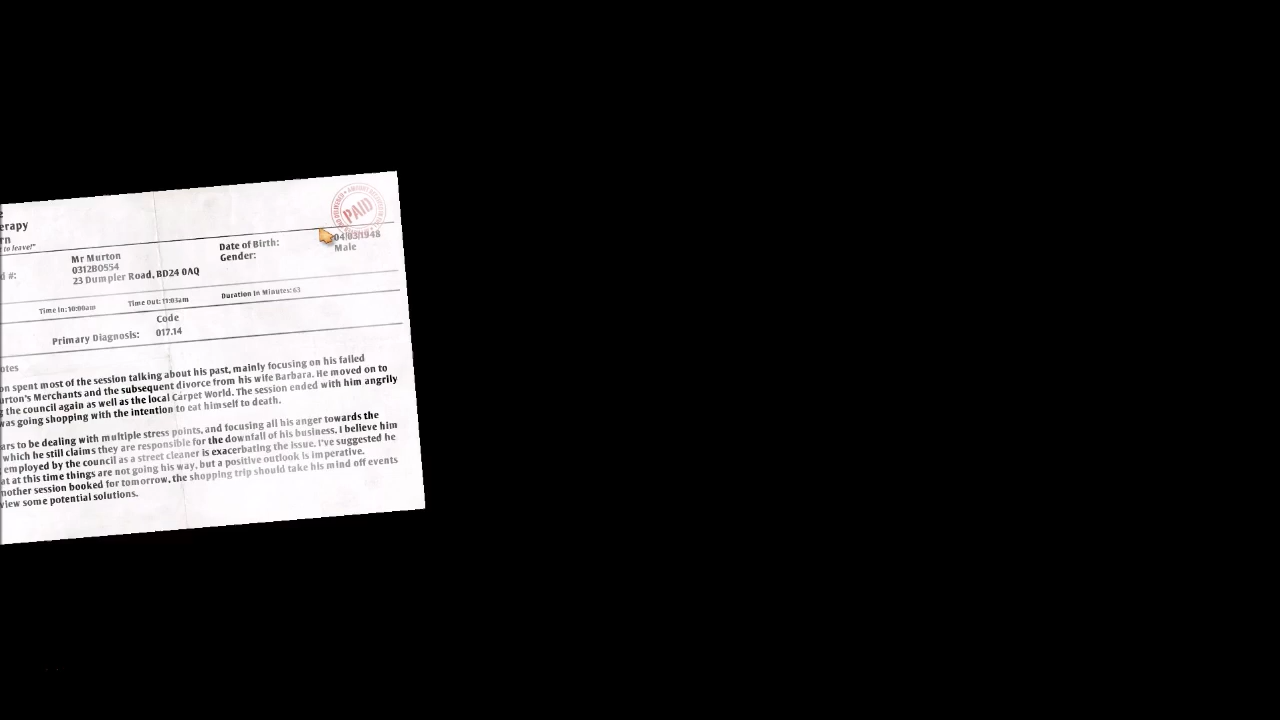 erapy
rn
t to leave!"
PAID
Mr Murton
Date of Birth: 04/03/1948
d #: 0312B0554
Gender: Male
23 Dumpler Road, BD24 0AQ
Time In: 10:00am Time Out: 11:03am Duration In Minutes: 63
Code
Primary Diagnosis: 017.14
otes
on spent most of the session talking about his past, mainly focusing on his failed
urton's Merchants and the subsequent divorce from his wife Barbara. He moved on to
g the council again as well as the local Carpet World. The session ended with him angrily
was going shopping with the intention to eat himself to death.
ars to be dealing with multiple stress points, and focusing all his anger towards the
which he still claims they are responsible for the downfall of his business. I believe him
employed by the council as a street cleaner is exacerbating the issue. I've suggested he
at at this time things are not going his way, but a positive outlook is imperative.
nother session booked for tomorrow, the shopping trip should take his mind off events
view some potential solutions.